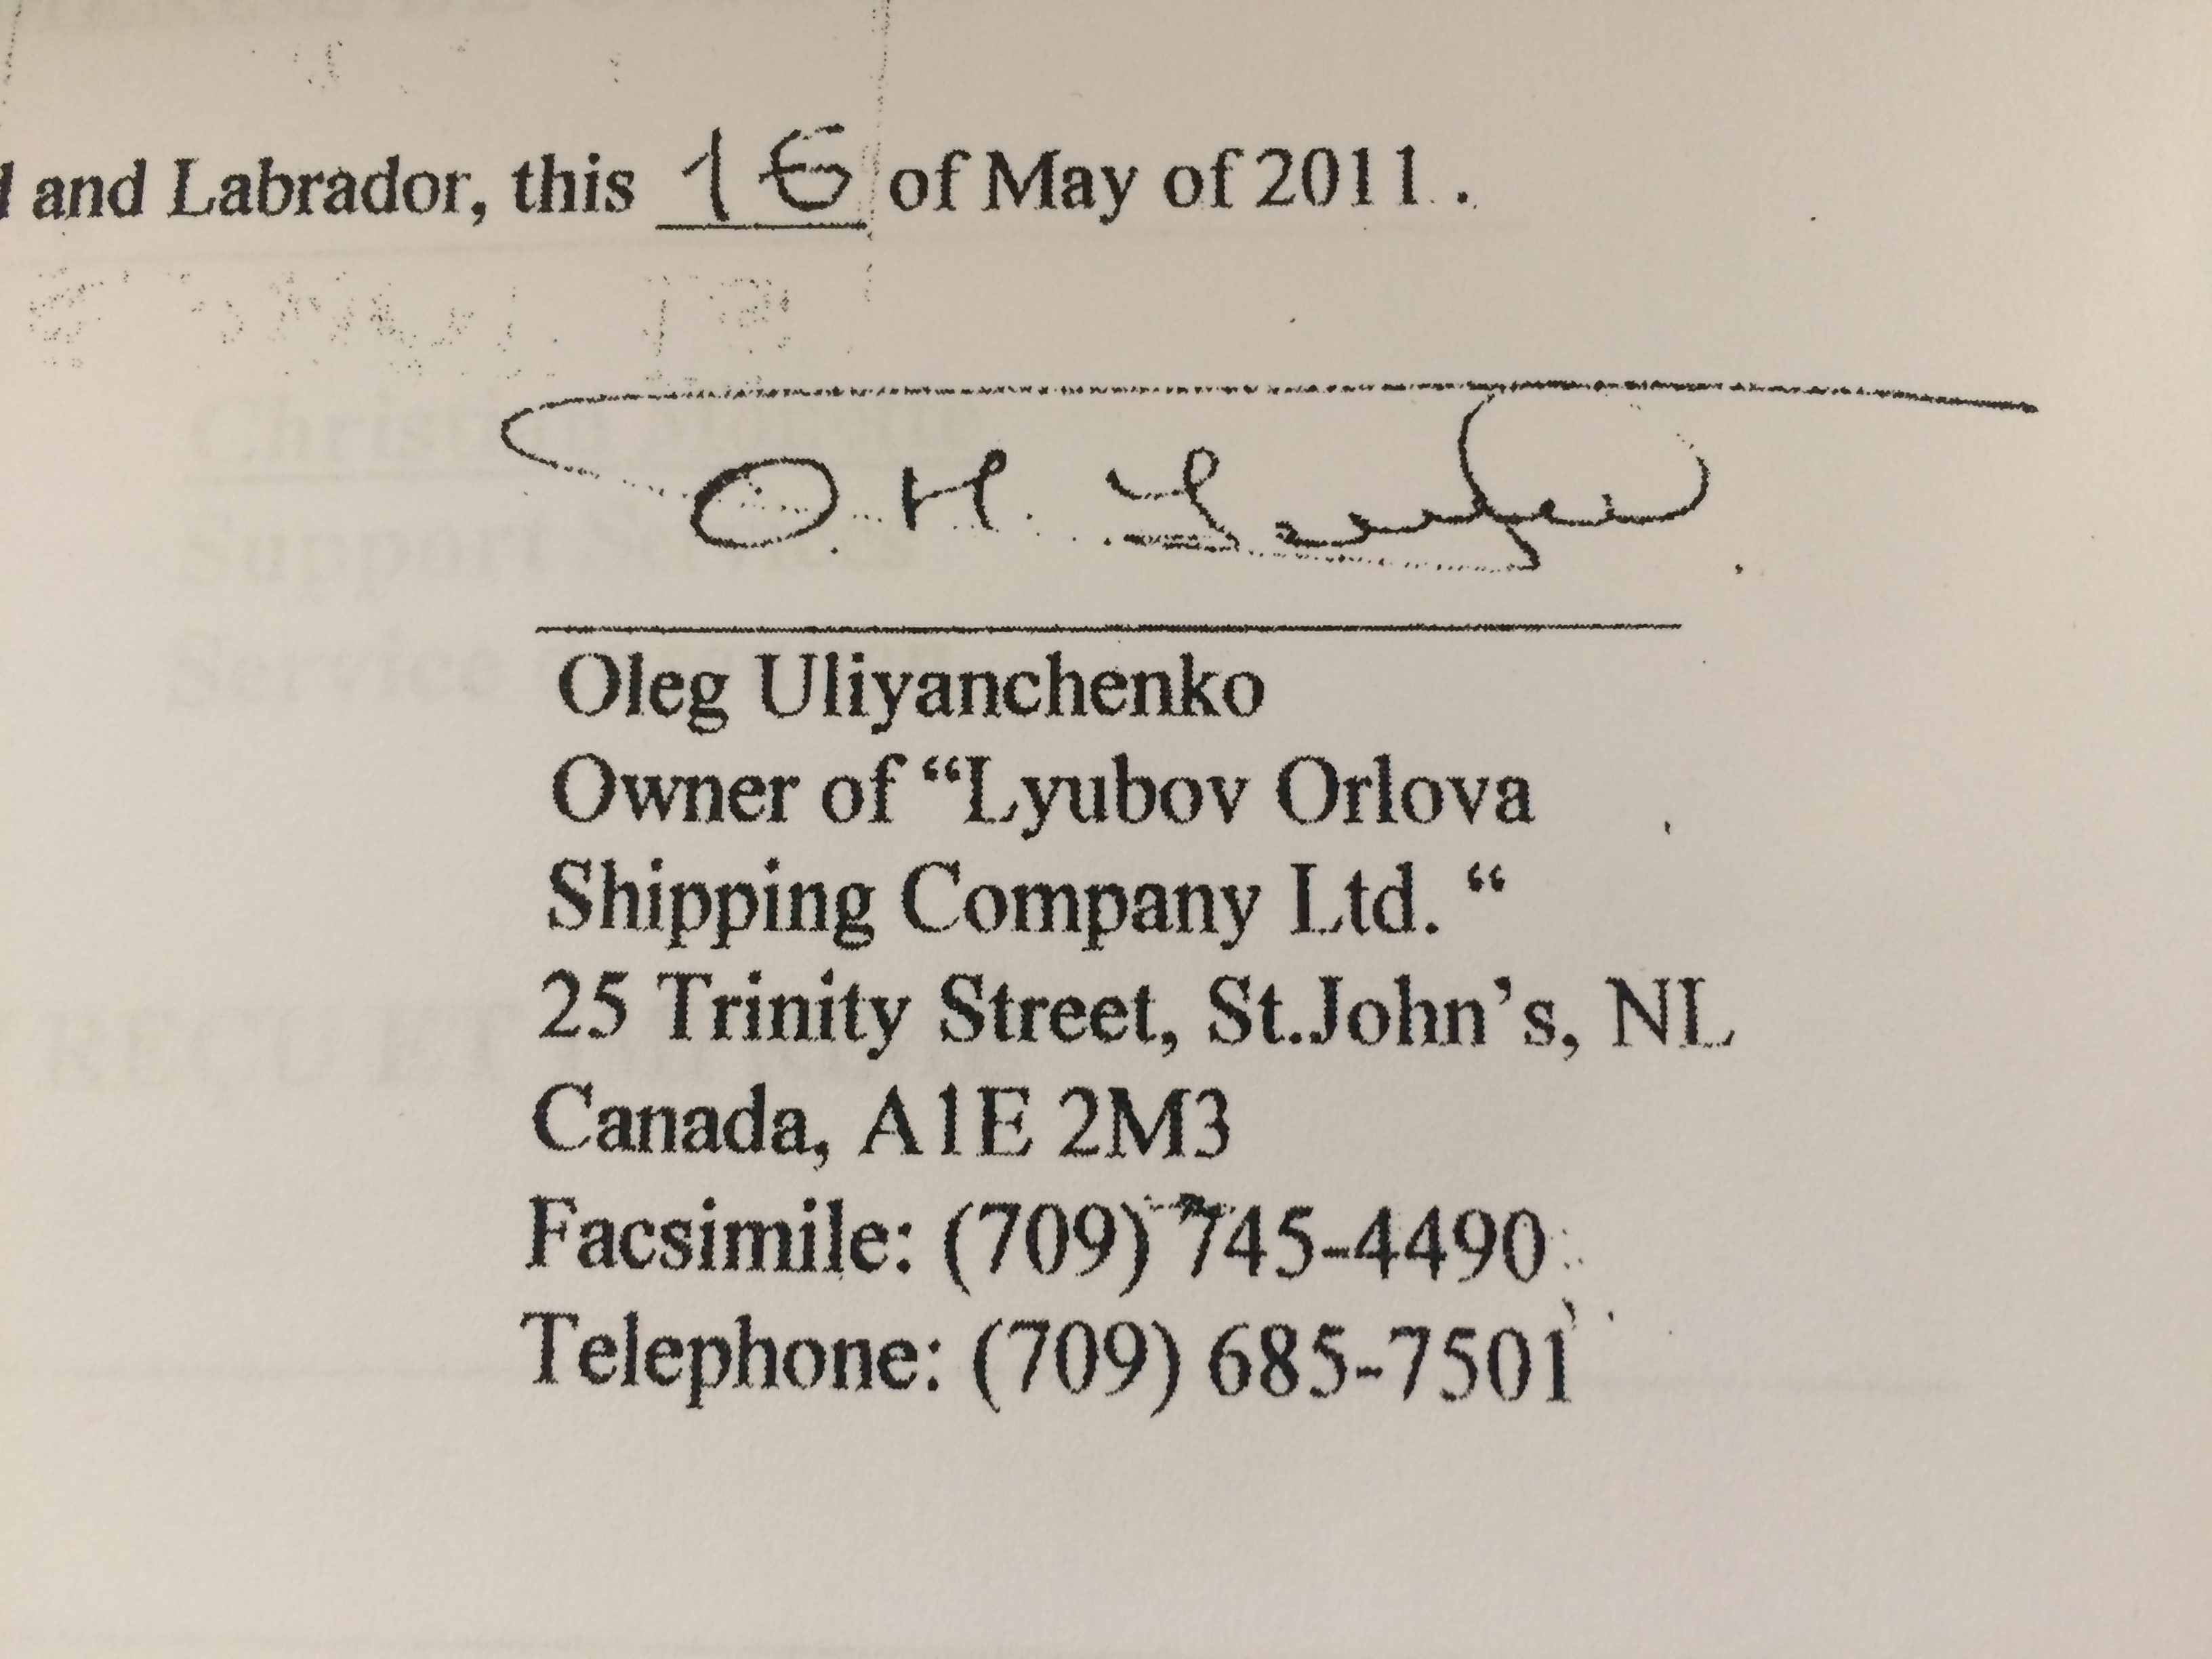 and Labrador, this 16 of May of 2011.
Oleg Uliyanchenko
Owner of “Lyubov Orlova
Shipping Company Ltd. “
25 Trinity Street, St.John’s, NL
Canada, A1E 2M3
Facsimile: (709) 745-4490
Telephone: (709) 685-7501